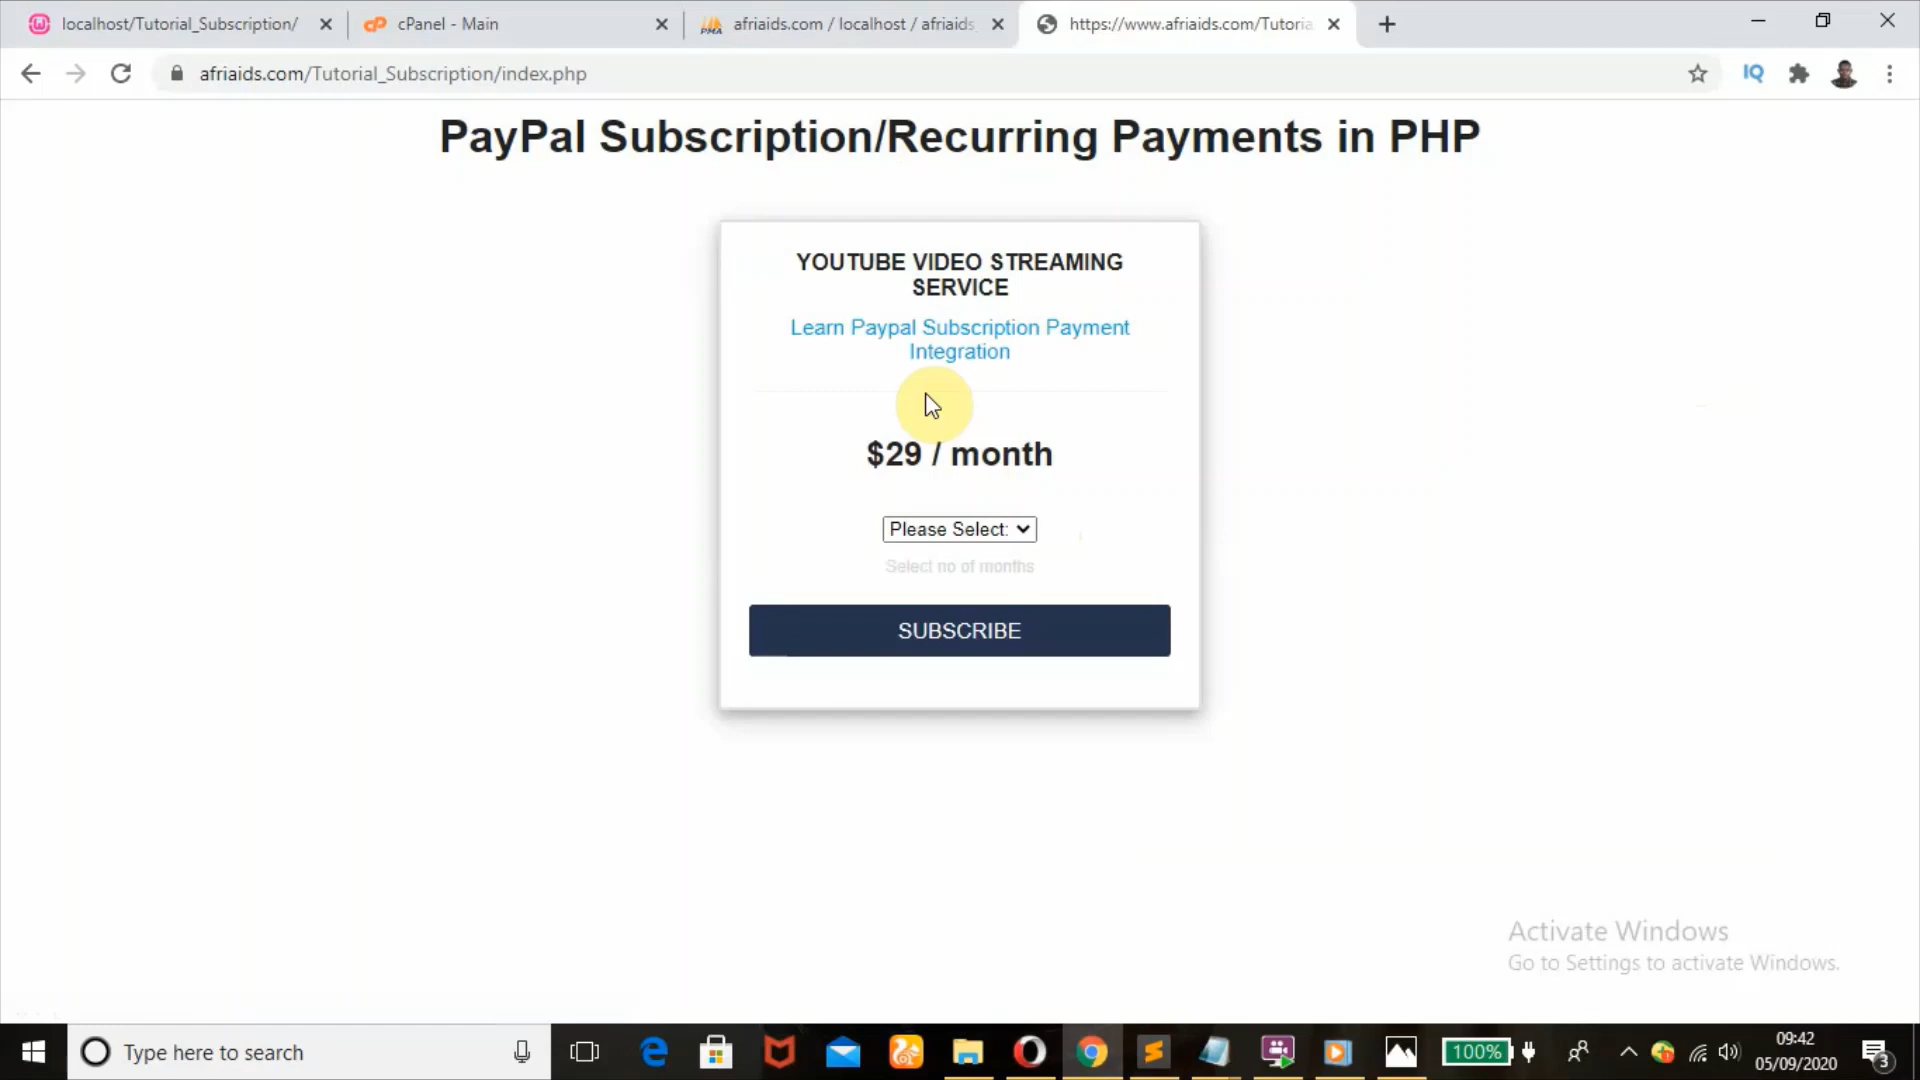 localhost/Tutorial_Subscription/
cPanel - Main
PMA
afriaids.com / localhost / afriaids_
https://www.afriaids.com/Tutoria
afriaids.com/Tutorial_Subscription/index.php
IQ
PayPal Subscription/Recurring Payments in PHP
YOUTUBE VIDEO STREAMING
SERVICE
Learn Paypal Subscription Payment
Integration
$29 / month
Please Select:
Select no of months
SUBSCRIBE
Activate Windows
Go to Settings to activate Windows.
Type here to search
100%
09:42
05/09/2020
3